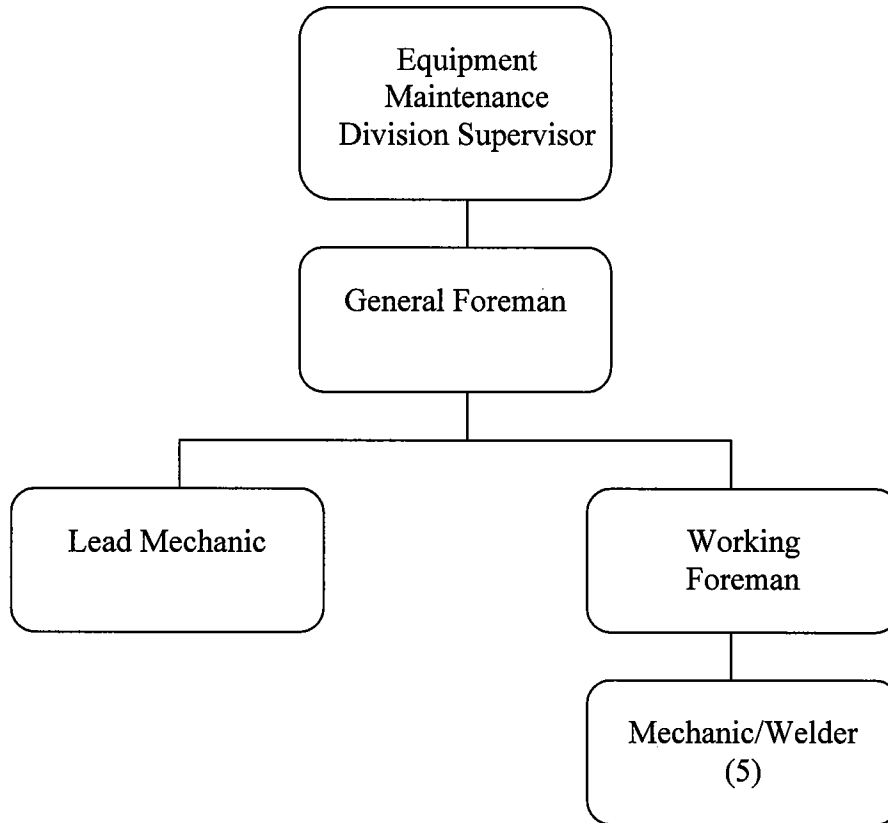 Equipment
Maintenance
Division Supervisor
General Foreman
Lead Mechanic
Working
Foreman
Mechanic/Welder
(5)